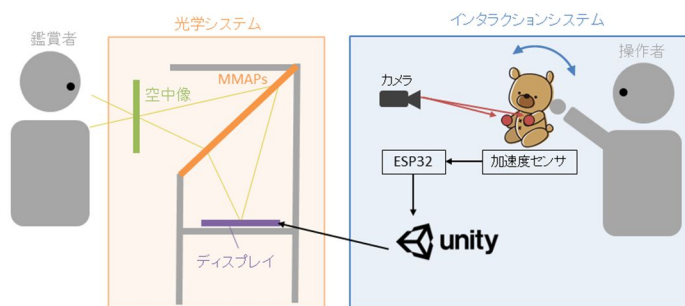 光学システム
インタラクションシステム
鑑賞者
操作者
MMAPs
カメラ
空中像
ESP32
加速度センサ
unity
ディスプレイ